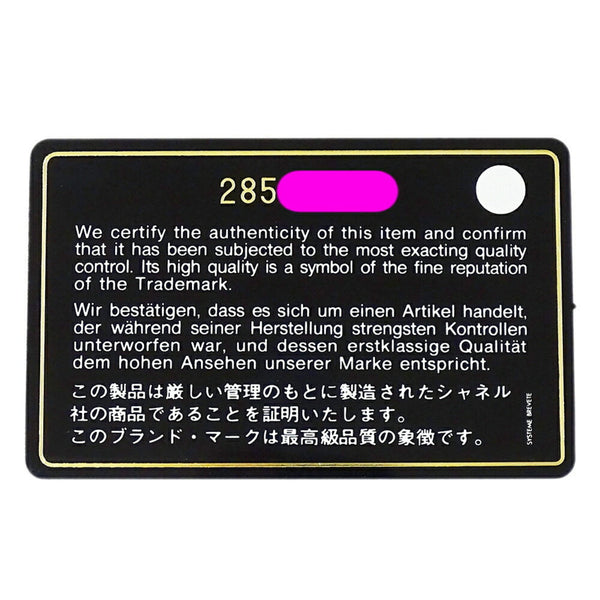 285
We certify the authenticity of this item and confirm
that it has been subjected to the most exacting quality
control. Its high quality is a symbol of the fine reputation
of the Trademark.
Wir bestätigen, dass es sich um einen Artikel handelt,
der während seiner Herstellung strengsten Kontrollen
unterworfen war, und dessen erstklassige Qualität
dem hohen Ansehen unserer Marke entspricht.
この製品は厳しい管理のもとに製造されたシャネル
社の商品であることを証明いたします。
このブランド・マークは最高級品質の象徴です。
SYSTEME BREVETE